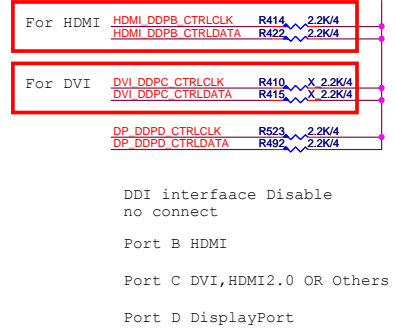 For HDMI HDMI_DDPB_CTRLCLK R414 2.2K/4
HDMI_DDPB_CTRLDATA R422 2.2K/4
For DVI DVI_DDPC_CTRLCLK R410 X_2.2K/4
DVI_DDPC_CTRLDATA R415 X_2.2K/4
DP_DDPD_CTRLCLK R523 2.2K/4
DP_DDPD_CTRLDATA R492 2.2K/4
DDI interfaace Disable
no connect
Port B HDMI
Port C DVI,HDMI2.0 OR Others
Port D DisplayPort